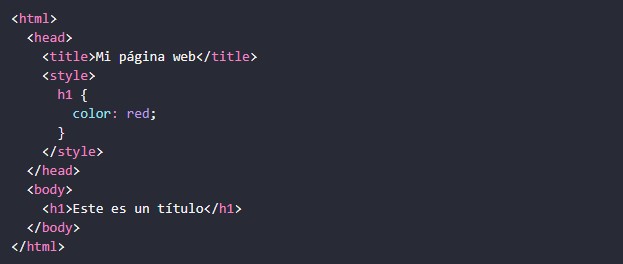 <html>
<head>
<title>Mi página web</title>
<style>
h1 {
color: red;
}
</style>
</head>
<body>
<h1>Este es un título</h1>
</body>
</html>